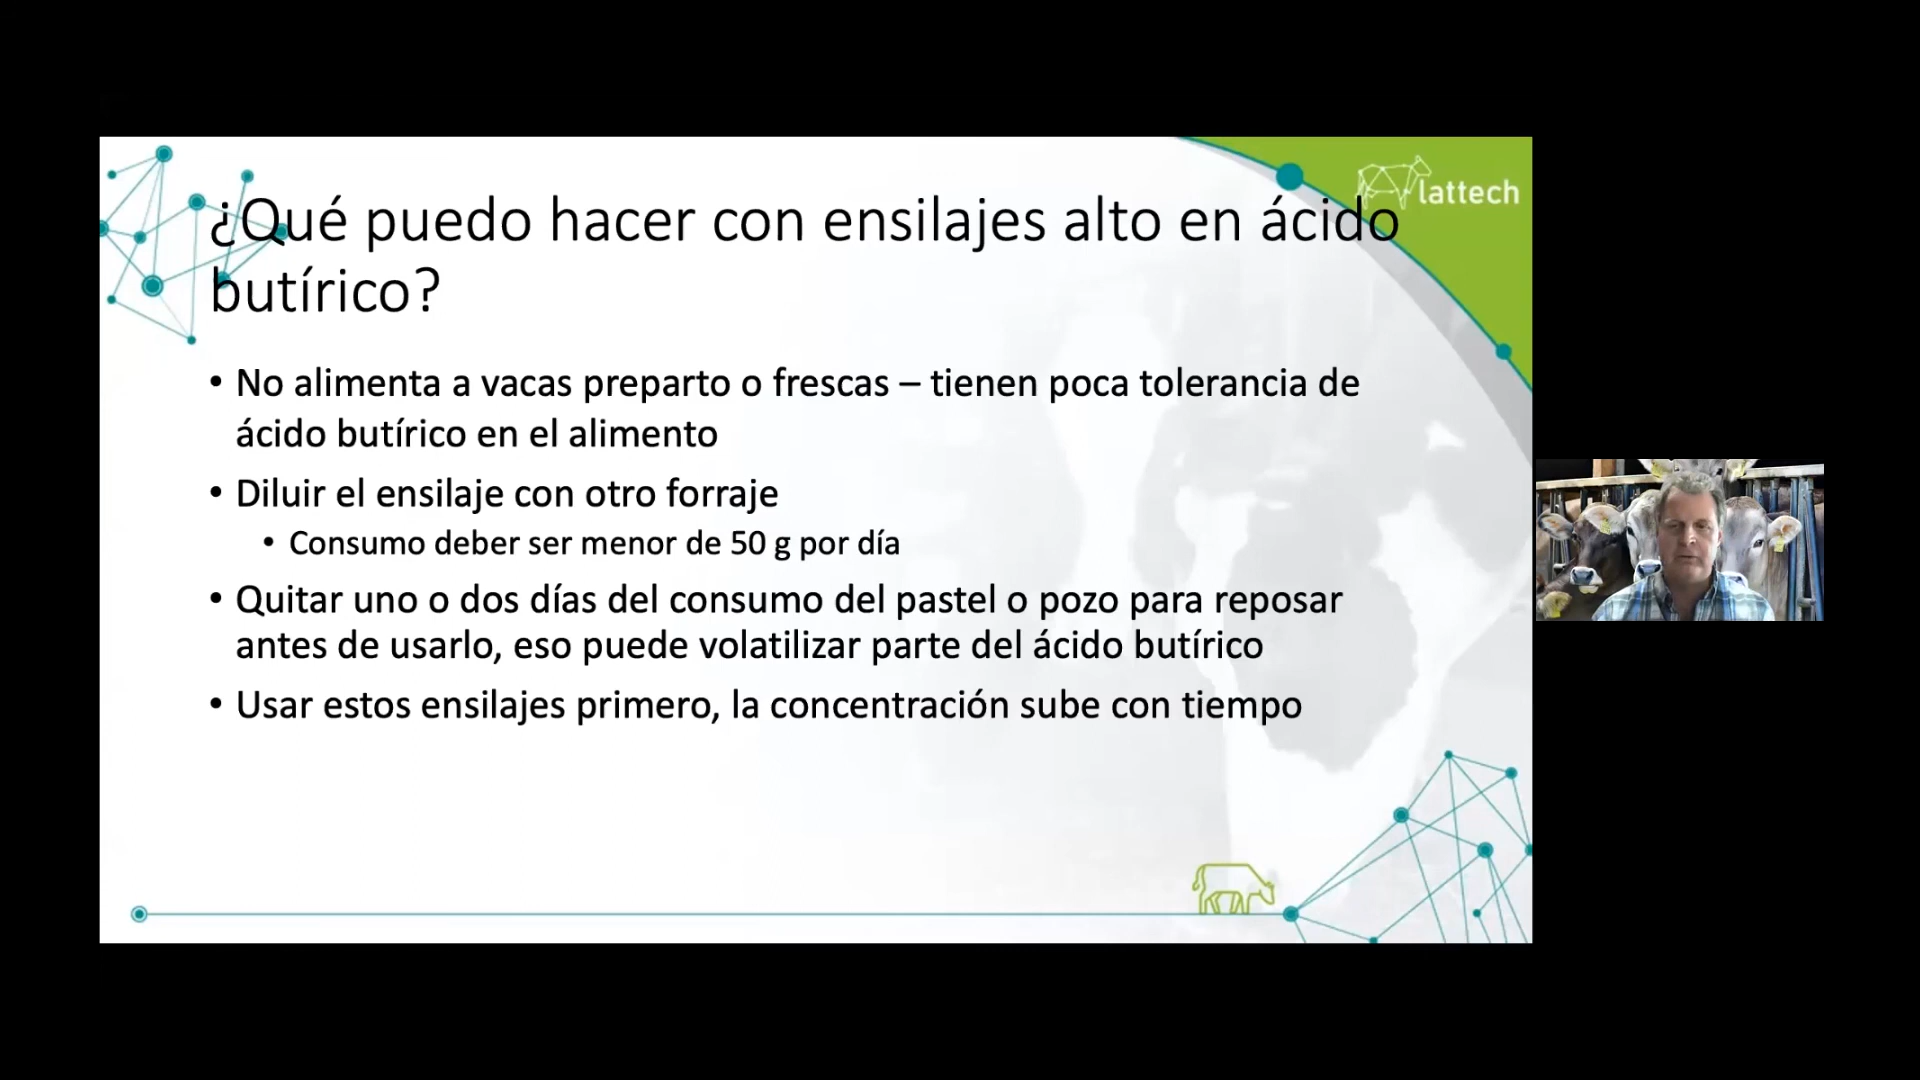 lattech
¿Qué puedo hacer con ensilajes alto en ácido
butírico?
• No alimenta a vacas preparto o frescas – tienen poca tolerancia de
ácido butírico en el alimento
• Diluir el ensilaje con otro forraje
• Consumo deber ser menor de 50 g por día
• Quitar uno o dos días del consumo del pastel o pozo para reposar
antes de usarlo, eso puede volatilizar parte del ácido butírico
• Usar estos ensilajes primero, la concentración sube con tiempo